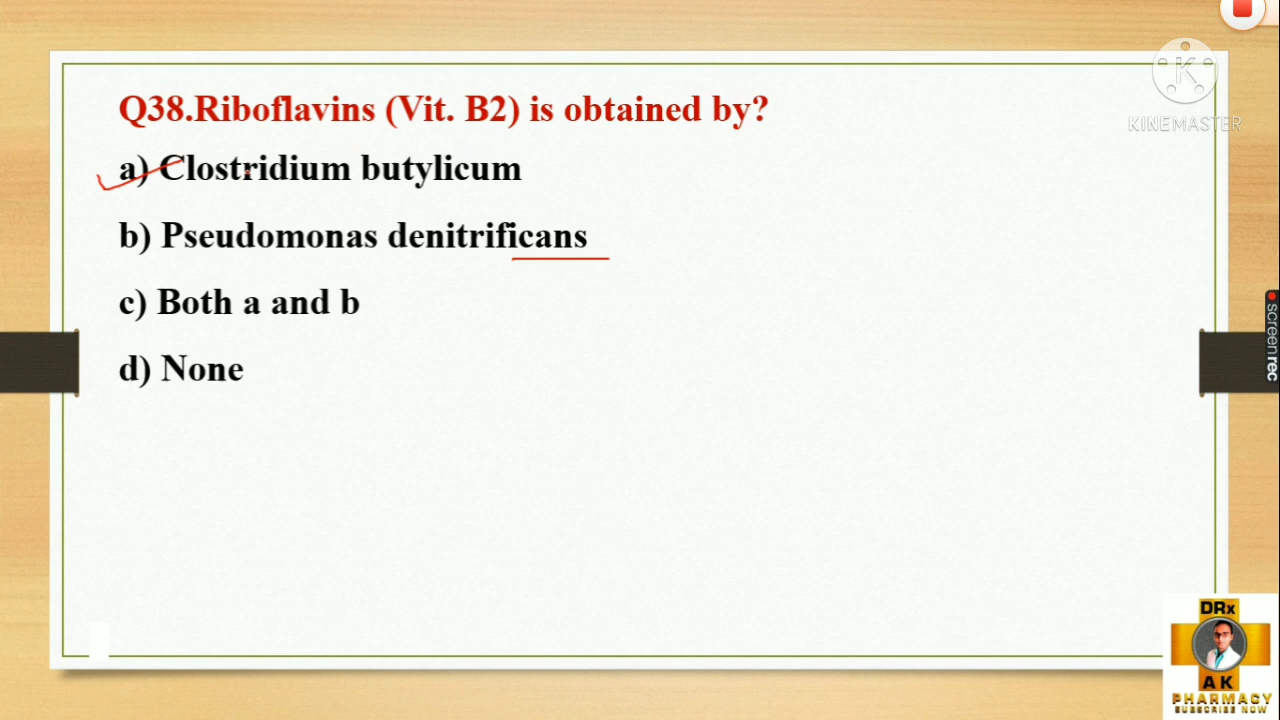 KINEMASTER
Q38.Riboflavins (Vit. B2) is obtained by?
a) Clostridium butylicum
b) Pseudomonas denitrificans
c) Both a and b
d) None
screenrec
DRx
A K
PHARMACY
SUBSCRIBE NOW